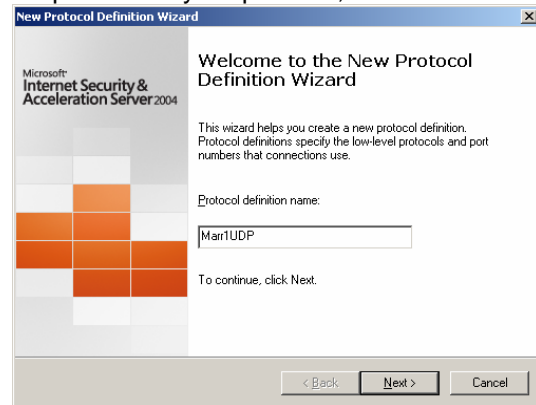 New Protocol Definition Wizard
Microsoft
Internet Security &
Acceleration Server 2004
Welcome to the New Protocol
Definition Wizard
This wizard helps you create a new protocol definition.
Protocol definitions specify the low-level protocols and port
numbers that connections use.
Protocol definition name:
Marr1UDP
To continue, click Next.
< Back
Next >
Cancel